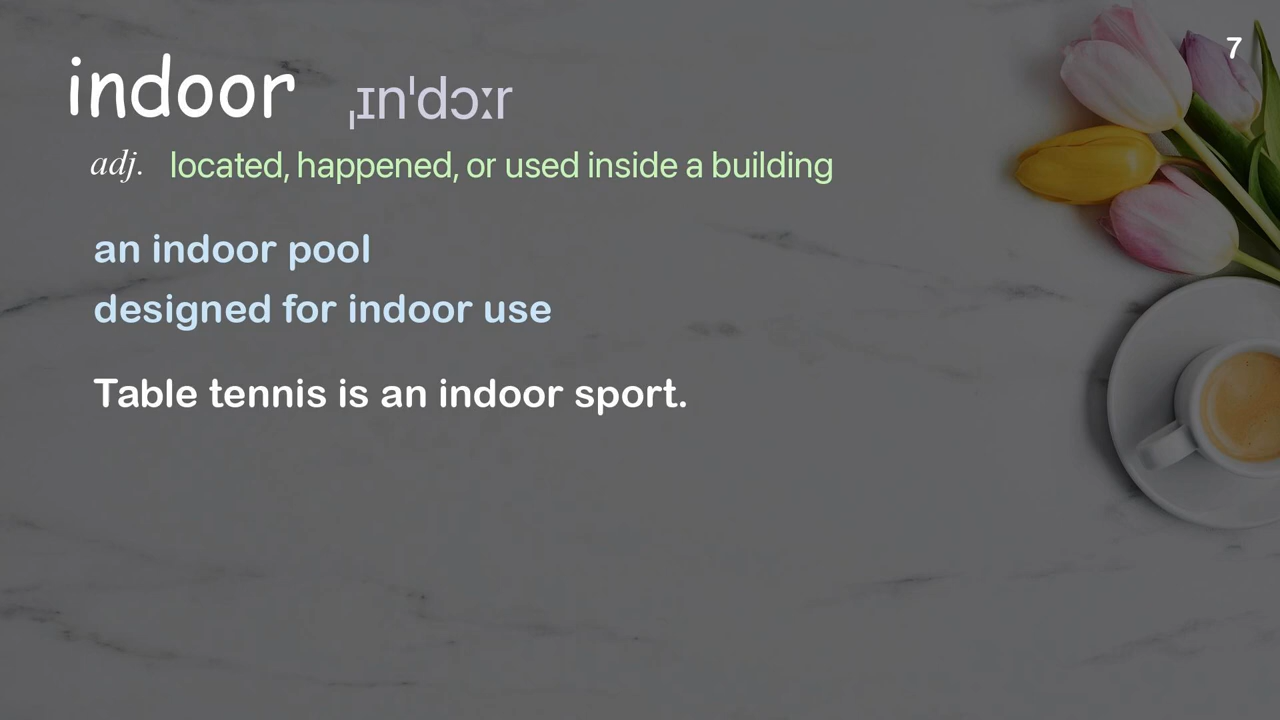 7
indoor ˌɪnˈdɔːr
adj. located, happened, or used inside a building
an indoor pool
designed for indoor use
Table tennis is an indoor sport.